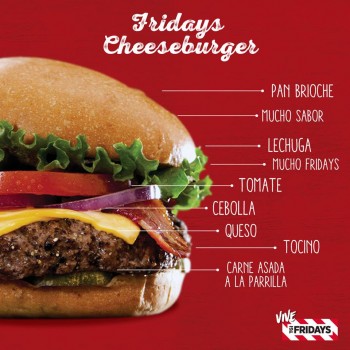 Fridays
Cheeseburger
PAN BRIOCHE
MUCHO SABOR
LECHUGA
MUCHO FRIDAYS
TOMATE
CEBOLLA
QUESO
TOCINO
CARNE ASADA
A LA PARRILLA
VIVE
TGI FRIDAYS